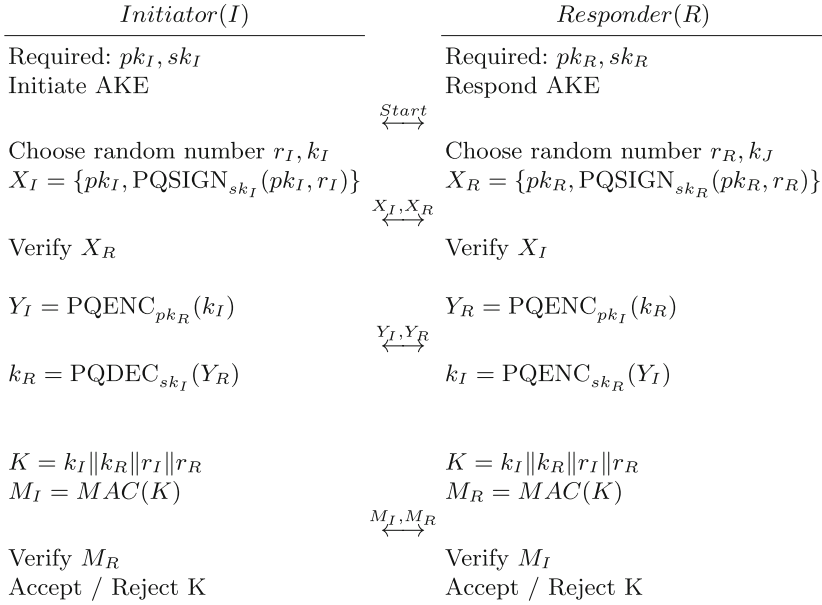 Initiator(I)
Responder(R)
Required: pk_I, sk_I
Required: pk_R, sk_R
Initiate AKE
Respond AKE
Start
⟷
Choose random number r_I, k_I
Choose random number r_R, k_J
X_I = {pk_I, PQSIGN_{sk_I}(pk_I, r_I)}
X_R = {pk_R, PQSIGN_{sk_R}(pk_R, r_R)}
X_I, X_R
⟷
Verify X_R
Verify X_I
Y_I = PQENC_{pk_R}(k_I)
Y_R = PQENC_{pk_I}(k_R)
Y_I, Y_R
⟷
k_R = PQDEC_{sk_I}(Y_R)
k_I = PQENC_{sk_R}(Y_I)
K = k_I‖k_R‖r_I‖r_R
K = k_I‖k_R‖r_I‖r_R
M_I = MAC(K)
M_R = MAC(K)
M_I, M_R
⟷
Verify M_R
Verify M_I
Accept / Reject K
Accept / Reject K